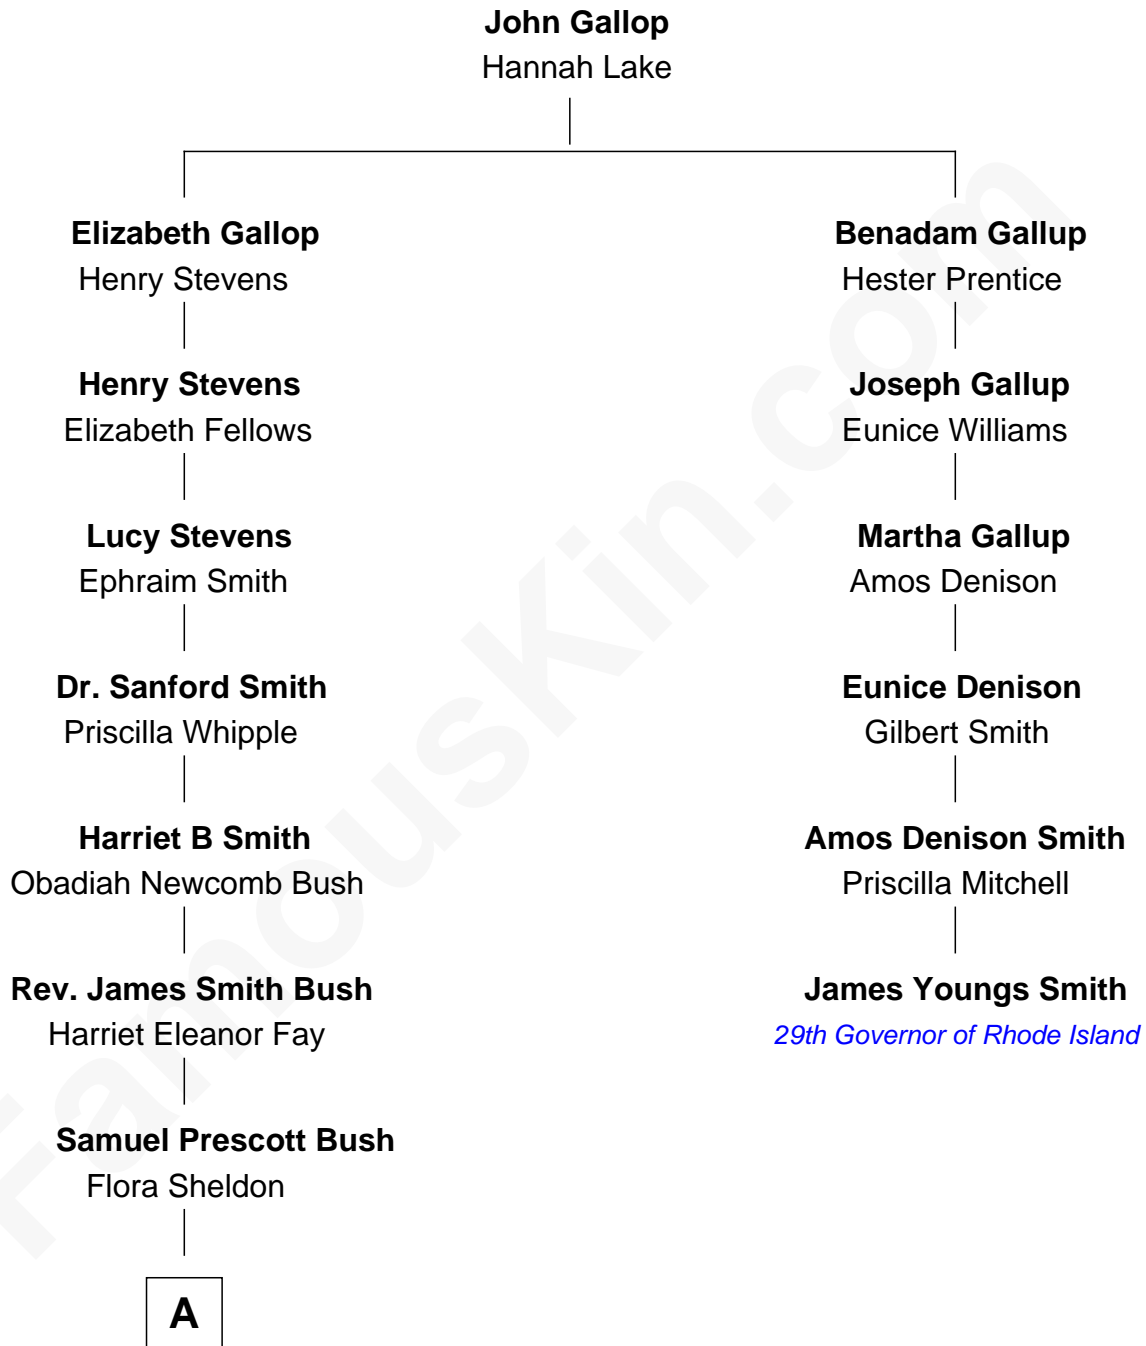 John Gallop
Hannah Lake
Elizabeth Gallop
Henry Stevens
Benadam Gallup
Hester Prentice
Henry Stevens
Elizabeth Fellows
Joseph Gallup
Eunice Williams
Lucy Stevens
Ephraim Smith
Martha Gallup
Amos Denison
Dr. Sanford Smith
Priscilla Whipple
Eunice Denison
Gilbert Smith
Harriet B Smith
Obadiah Newcomb Bush
Amos Denison Smith
Priscilla Mitchell
Rev. James Smith Bush
Harriet Eleanor Fay
James Youngs Smith
29th Governor of Rhode Island
Samuel Prescott Bush
Flora Sheldon
A
FamousKin.com